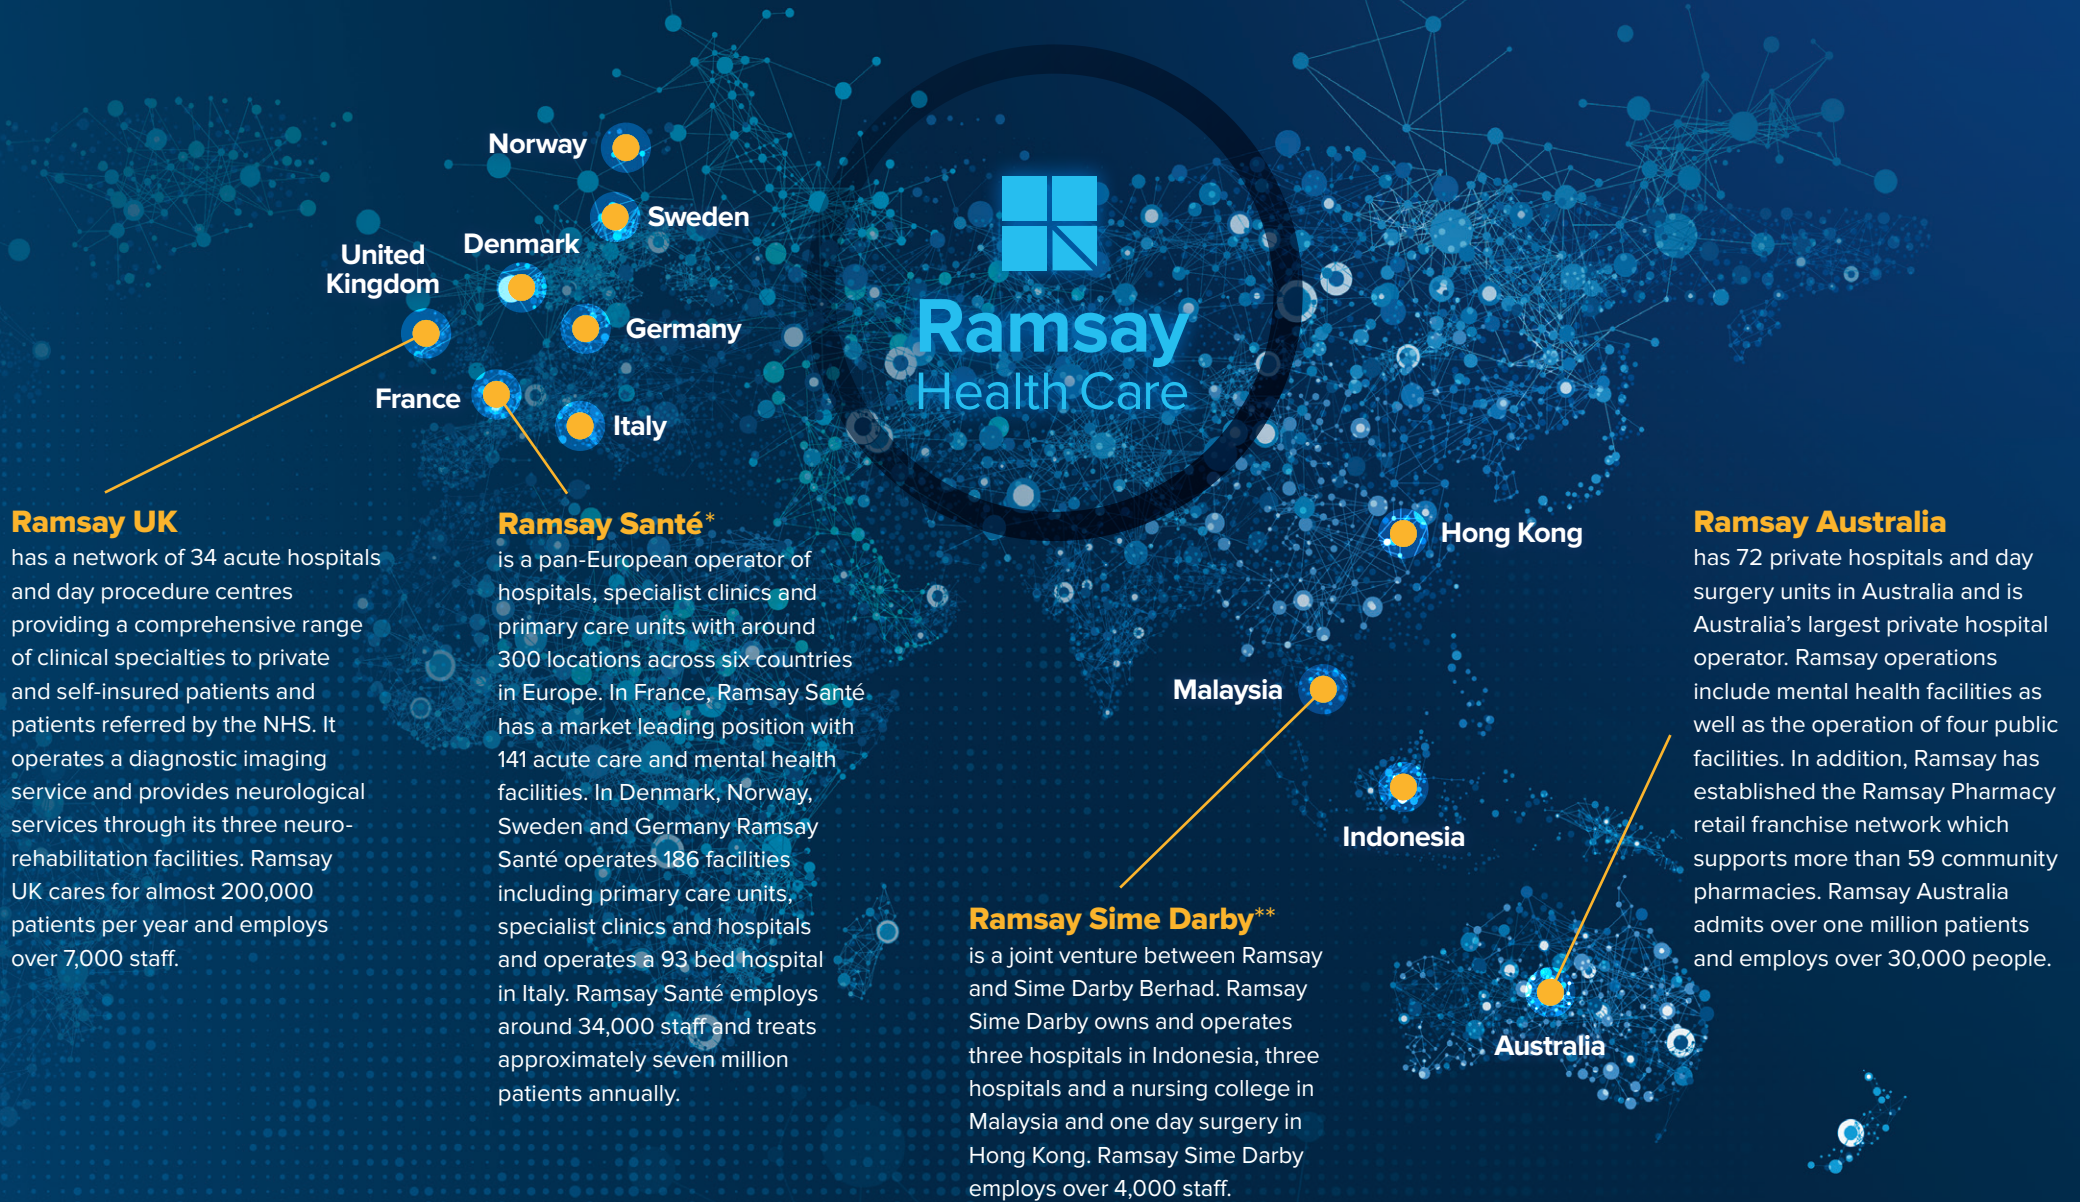 Norway
Sweden
Denmark
United
Kingdom
Germany
France
Italy
Ramsay
Health Care
Hong Kong
Malaysia
Indonesia
Australia
Ramsay UK
has a network of 34 acute hospitals
and day procedure centres
providing a comprehensive range
of clinical specialties to private
and self-insured patients and
patients referred by the NHS. It
operates a diagnostic imaging
service and provides neurological
services through its three neuro-
rehabilitation facilities. Ramsay
UK cares for almost 200,000
patients per year and employs
over 7,000 staff.
Ramsay Santé*
is a pan-European operator of
hospitals, specialist clinics and
primary care units with around
300 locations across six countries
in Europe. In France, Ramsay Santé
has a market leading position with
141 acute care and mental health
facilities. In Denmark, Norway,
Sweden and Germany Ramsay
Santé operates 186 facilities
including primary care units,
specialist clinics and hospitals
and operates a 93 bed hospital
in Italy. Ramsay Santé employs
around 34,000 staff and treats
approximately seven million
patients annually.
Ramsay Sime Darby**
is a joint venture between Ramsay
and Sime Darby Berhad. Ramsay
Sime Darby owns and operates
three hospitals in Indonesia, three
hospitals and a nursing college in
Malaysia and one day surgery in
Hong Kong. Ramsay Sime Darby
employs over 4,000 staff.
Ramsay Australia
has 72 private hospitals and day
surgery units in Australia and is
Australia's largest private hospital
operator. Ramsay operations
include mental health facilities as
well as the operation of four public
facilities. In addition, Ramsay has
established the Ramsay Pharmacy
retail franchise network which
supports more than 59 community
pharmacies. Ramsay Australia
admits over one million patients
and employs over 30,000 people.